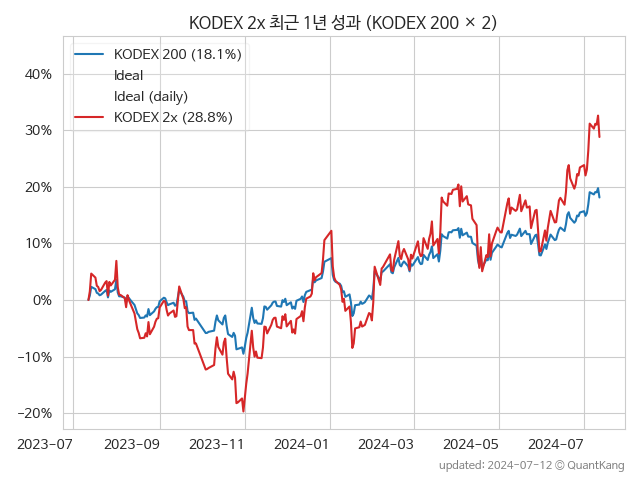 KODEX 2x 최근 1년 성과 (KODEX 200 × 2)
KODEX 200 (18.1%)
Ideal
Ideal (daily)
KODEX 2x (28.8%)
40%
30%
20%
10%
0%
−10%
−20%
2023−07
2023−09
2023−11
2024−01
2024−03
2024−05
2024−07
updated: 2024-07-12 © QuantKang